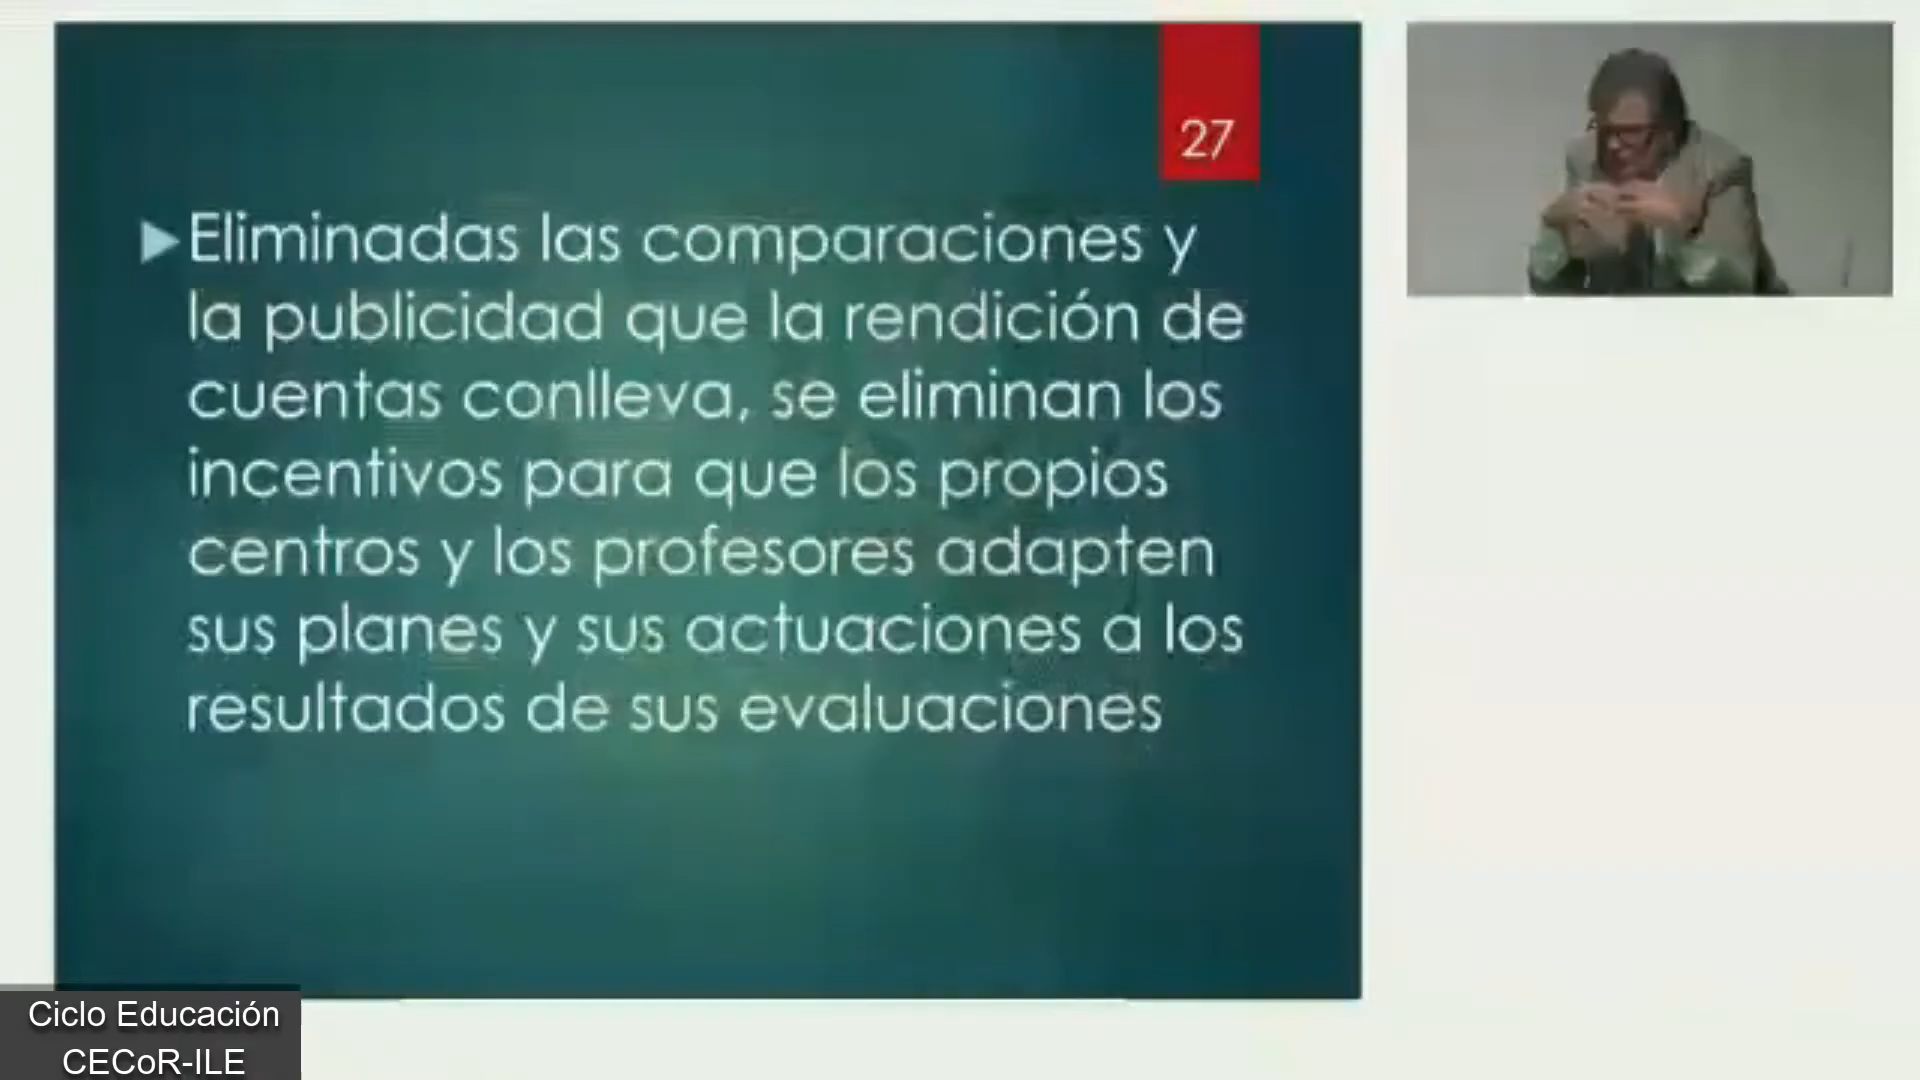 27
Eliminadas las comparaciones y
la publicidad que la rendición de
cuentas conlleva, se eliminan los
incentivos para que los propios
centros y los profesores adapten
sus planes y sus actuaciones a los
resultados de sus evaluaciones
Ciclo Educación
CECoR-ILE